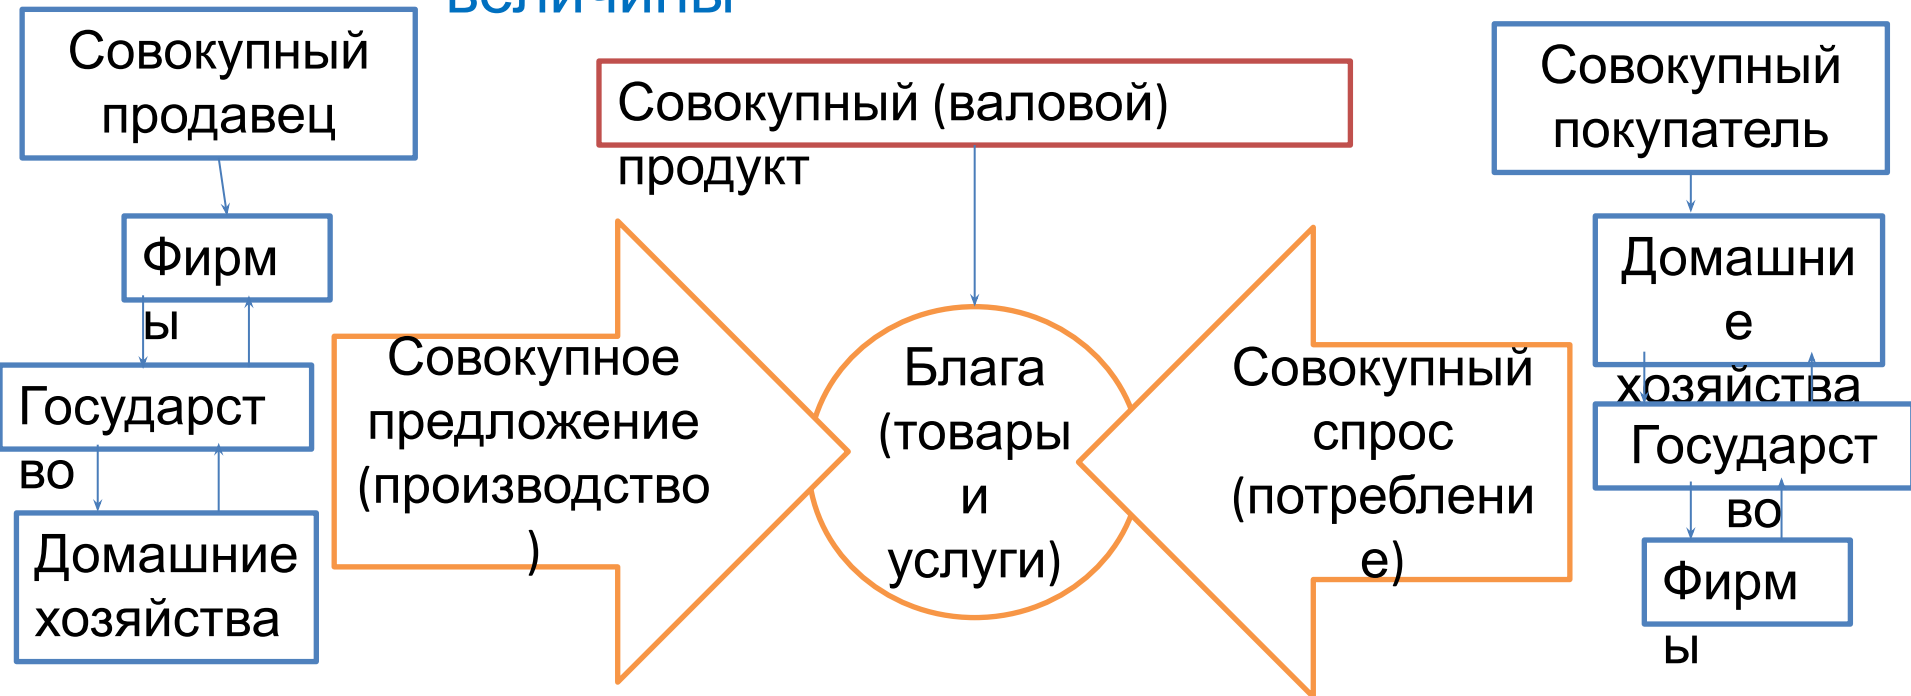 величины
Совокупный
продавец
Фирм
ы
Государст
во
Домашние
хозяйства
Совокупный (валовой)
продукт
Совокупное
предложение
(производство
)
Блага
(товары
и
услуги)
Совокупный
спрос
(потреблени
е)
Совокупный
покупатель
Домашни
е
хозяйства
Государст
во
Фирм
ы